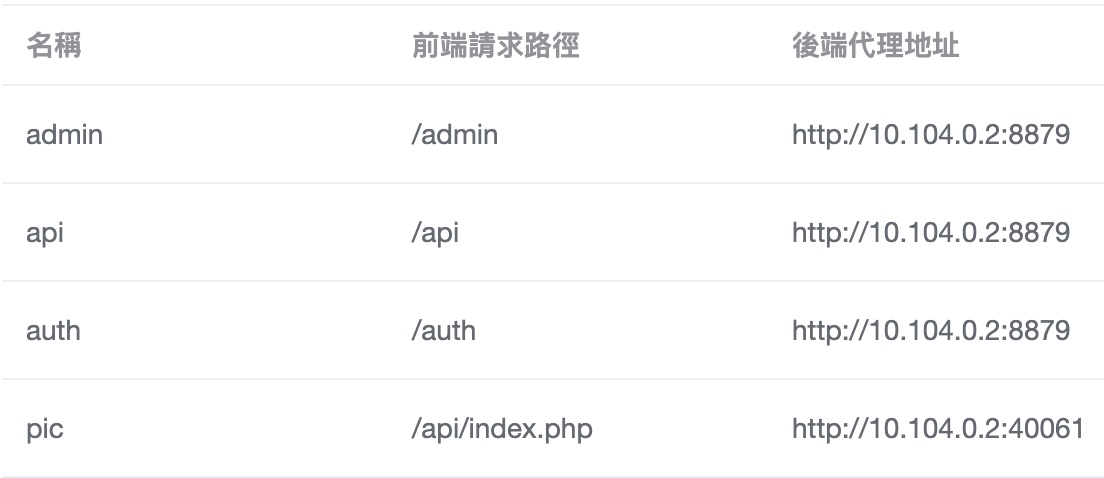 名稱 前端請求路徑 後端代理地址
admin /admin http://10.104.0.2:8879
api /api http://10.104.0.2:8879
auth /auth http://10.104.0.2:8879
pic /api/index.php http://10.104.0.2:40061